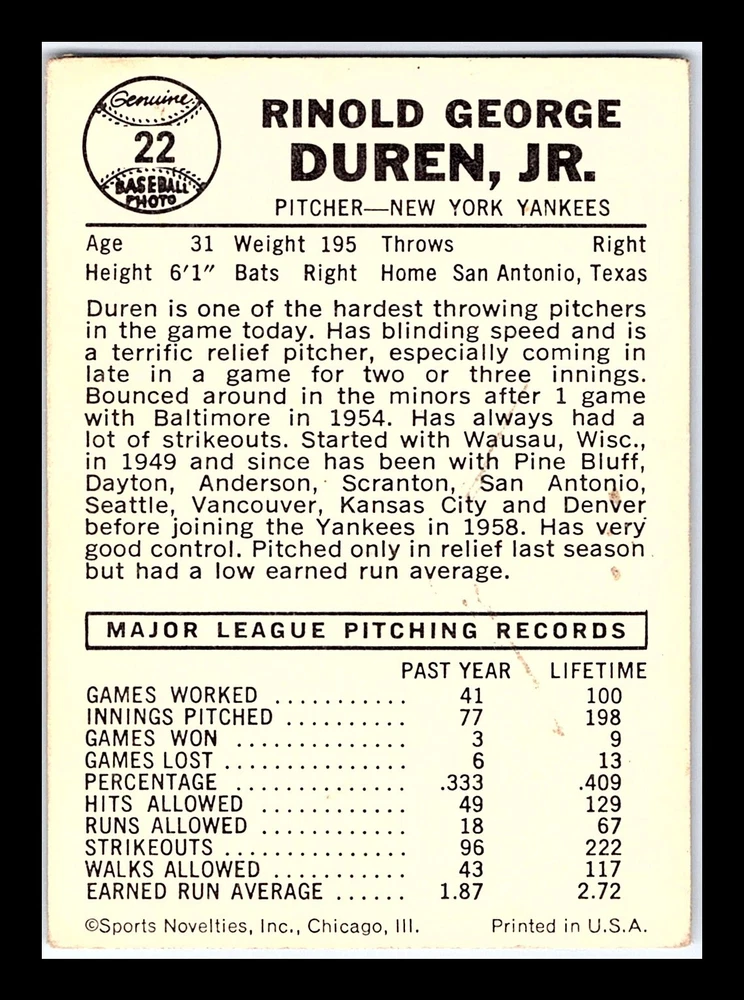 Genuine
22
BASEBALL
PHOTO
RINOLD GEORGE
DUREN, JR.
PITCHER—NEW YORK YANKEES
Age 31 Weight 195 Throws Right
Height 6'1" Bats Right Home San Antonio, Texas
Duren is one of the hardest throwing pitchers
in the game today. Has blinding speed and is
a terrific relief pitcher, especially coming in
late in a game for two or three innings.
Bounced around in the minors after 1 game
with Baltimore in 1954. Has always had a
lot of strikeouts. Started with Wausau, Wisc.,
in 1949 and since has been with Pine Bluff,
Dayton, Anderson, Scranton, San Antonio,
Seattle, Vancouver, Kansas City and Denver
before joining the Yankees in 1958. Has very
good control. Pitched only in relief last season
but had a low earned run average.
MAJOR LEAGUE PITCHING RECORDS
PAST YEAR LIFETIME
GAMES WORKED ........... 41 100
INNINGS PITCHED .......... 77 198
GAMES WON .............. 3 9
GAMES LOST ............... 6 13
PERCENTAGE .............. .333 .409
HITS ALLOWED ............ 49 129
RUNS ALLOWED ............ 18 67
STRIKEOUTS ............... 96 222
WALKS ALLOWED ........... 43 117
EARNED RUN AVERAGE ...... 1.87 2.72
©Sports Novelties, Inc., Chicago, Ill. Printed in U.S.A.